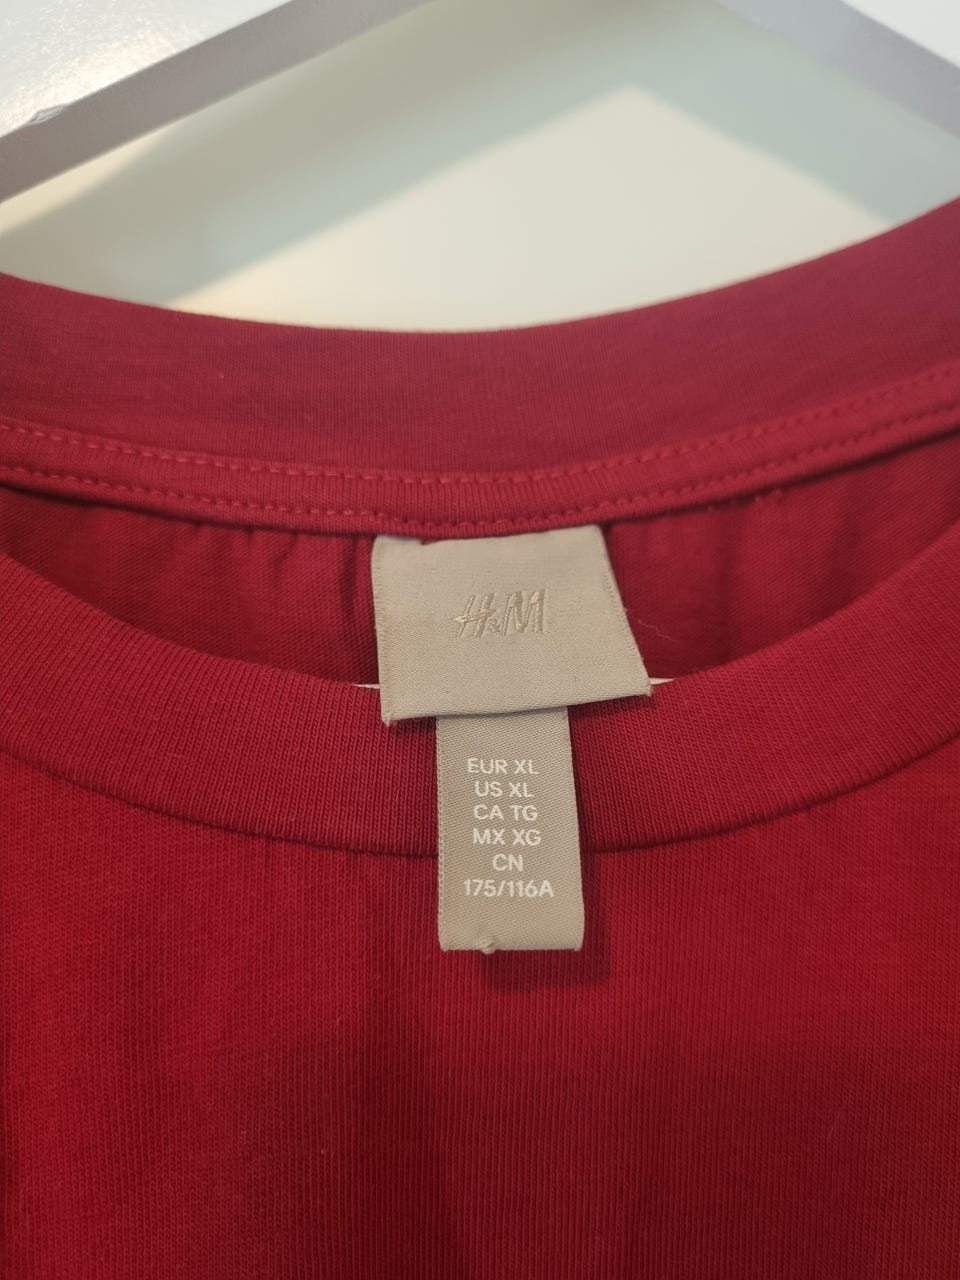 H&M
EUR XL
US XL
CA TG
MX XG
CN
175/116A